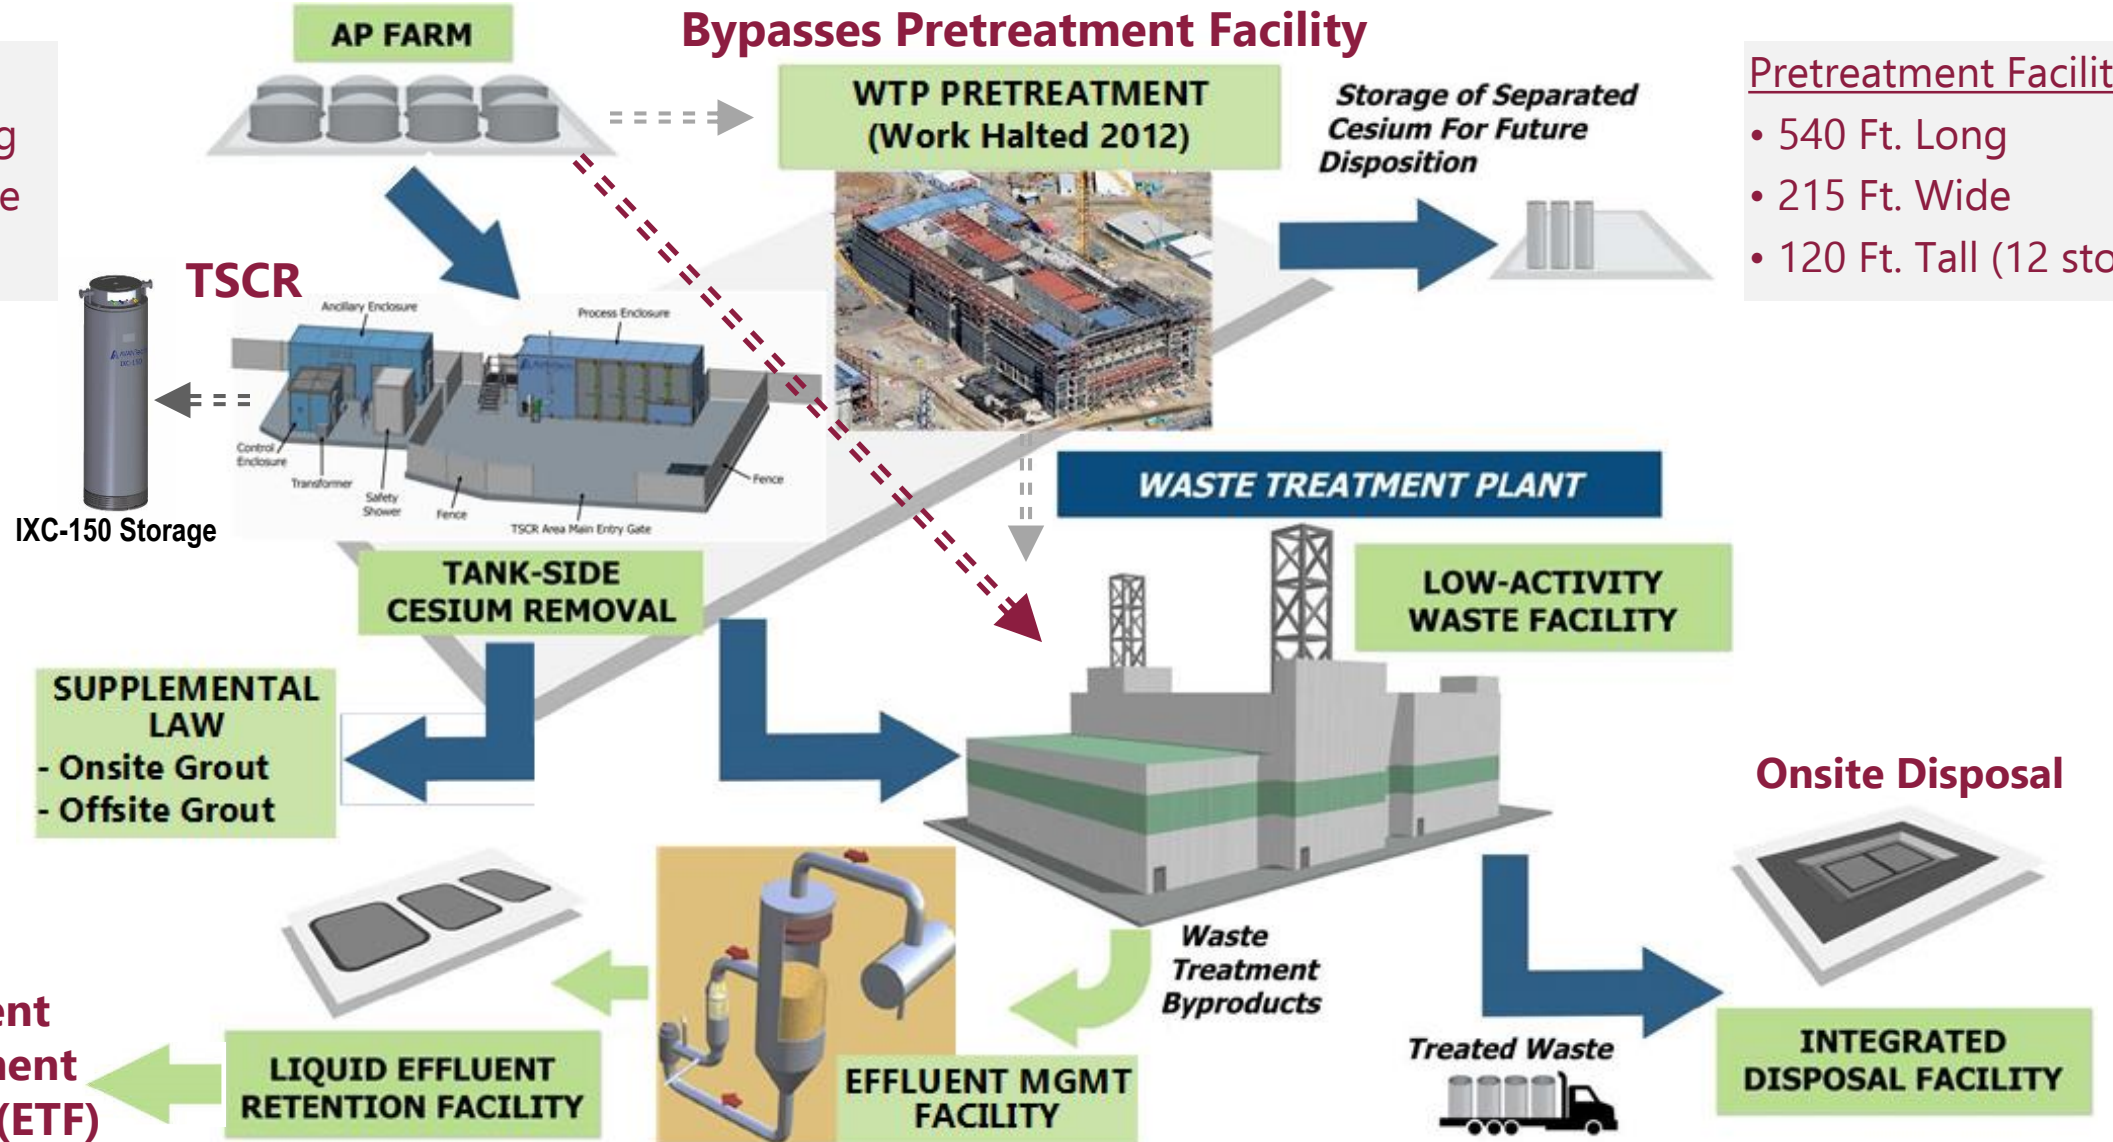 AP FARM
Bypasses Pretreatment Facility
WTP PRETREATMENT
(Work Halted 2012)
Storage of Separated
Cesium For Future
Disposition
Pretreatment Facilit
• 540 Ft. Long
• 215 Ft. Wide
• 120 Ft. Tall (12 sto
g
e
TSCR
Ancillary Enclosure
Process Enclosure
Control
Enclosure
Transformer
Safety
Shower
Fence
TSCR Area Main Entry Gate
Fence
IXC-150 Storage
WASTE TREATMENT PLANT
TANK-SIDE
CESIUM REMOVAL
LOW-ACTIVITY
WASTE FACILITY
SUPPLEMENTAL
LAW
- Onsite Grout
- Offsite Grout
Onsite Disposal
Waste
Treatment
Byproducts
ent
ment
(ETF)
LIQUID EFFLUENT
RETENTION FACILITY
EFFLUENT MGMT
FACILITY
Treated Waste
INTEGRATED
DISPOSAL FACILITY